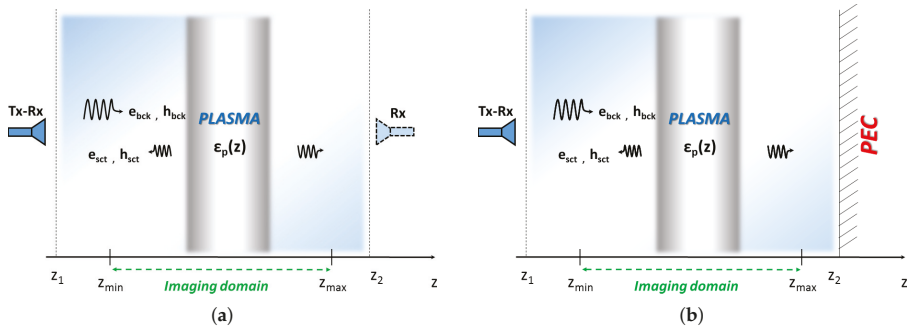 Tx-Rx
e_bck , h_bck
PLASMA
ε_p(z)
e_sct , h_sct
Rx
z_1
z_min
Imaging domain
z_max
z_2
z
(a)
Tx-Rx
e_bck , h_bck
PLASMA
ε_p(z)
e_sct , h_sct
PEC
z_1
z_min
Imaging domain
z_max
z_2
z
(b)